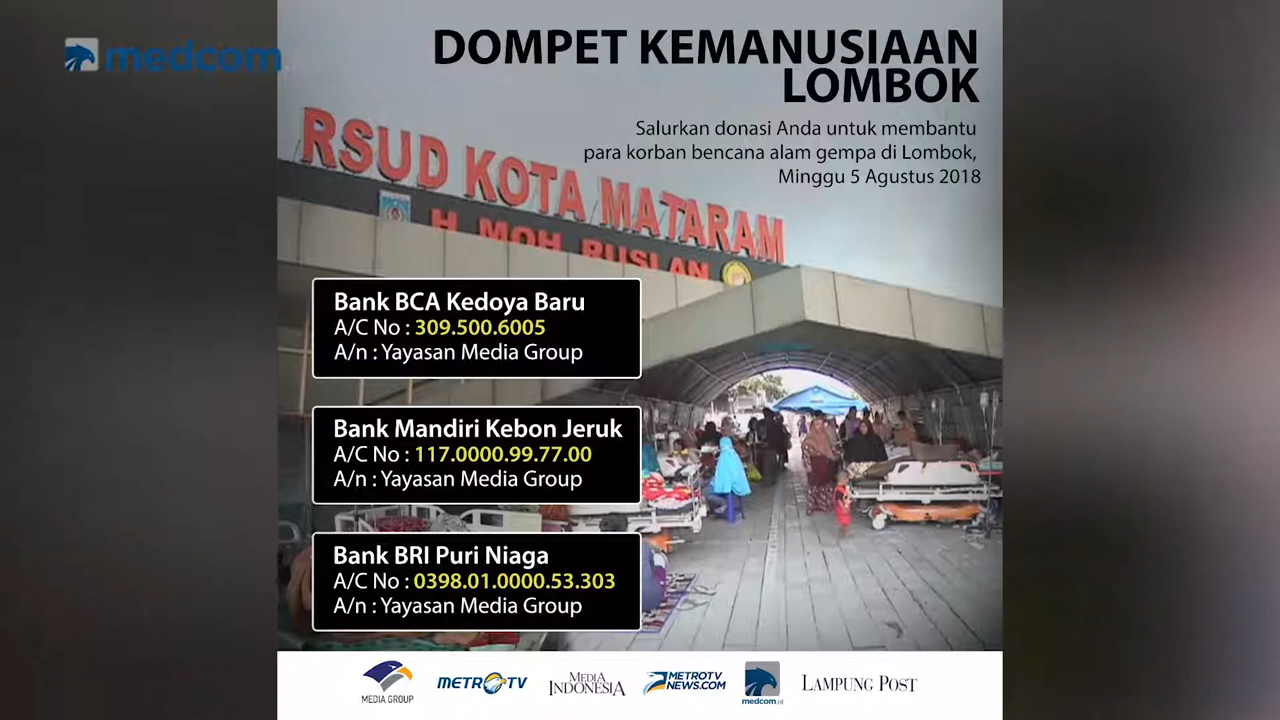 medcom
DOMPET KEMANUSIAAN
LOMBOK
Salurkan donasi Anda untuk membantu
para korban bencana alam gempa di Lombok,
Minggu 5 Agustus 2018
RSUD KOTA MATARAM
H. MOH. RUSLAN
Bank BCA Kedoya Baru
A/C No : 309.500.6005
A/n : Yayasan Media Group
Bank Mandiri Kebon Jeruk
A/C No : 117.0000.99.77.00
A/n : Yayasan Media Group
Bank BRI Puri Niaga
A/C No : 0398.01.0000.53.303
A/n : Yayasan Media Group
MEDIA GROUP
METRO TV
MEDIA
INDONESIA
METROTV
NEWS.COM
medcom.id
LAMPUNG POST